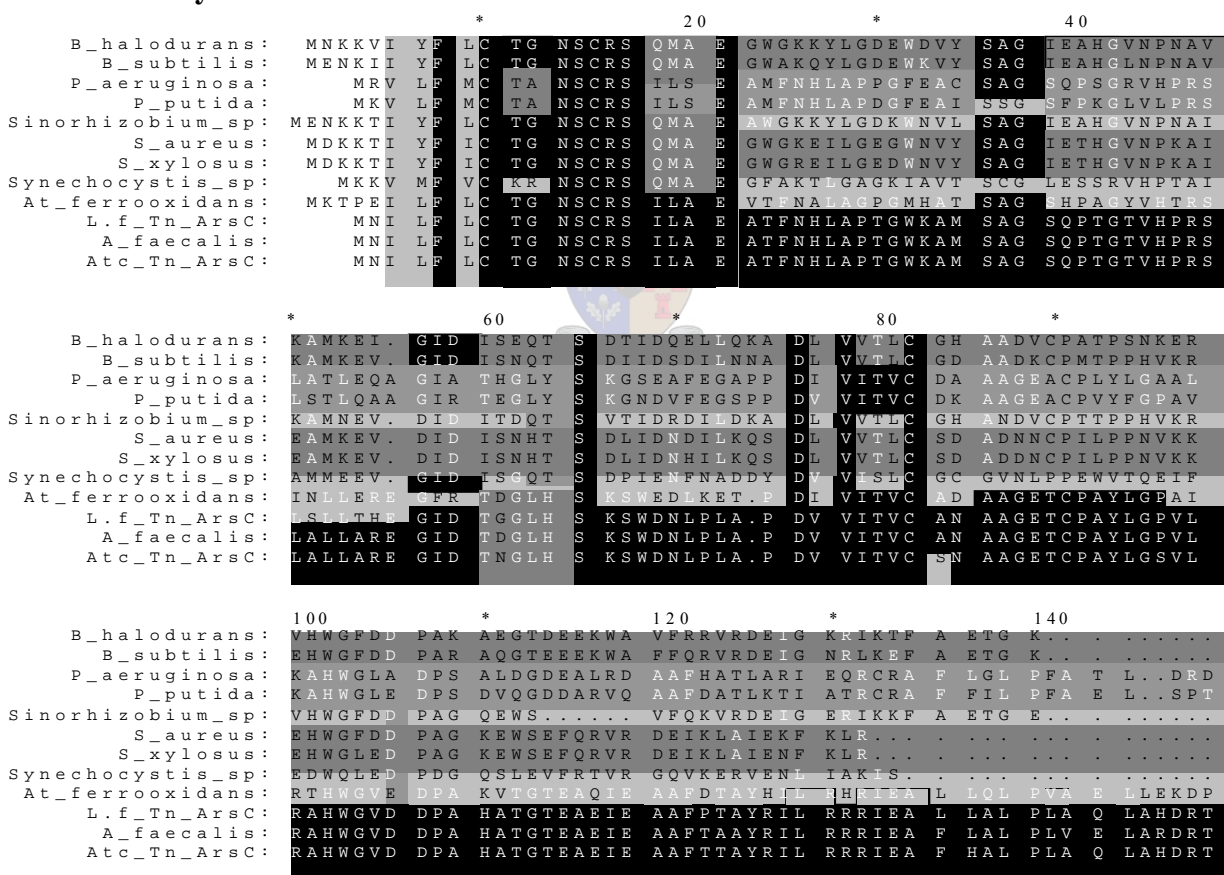 * 20 * 40
B_halodurans: MNKKVI YF LC TG NSCRS QMA E GWGKKYLGDEWDVY SAG IEAHGVNPNAV
B_subtilis: MENKII YF LC TG NSCRS QMA E GWAKQYLGDEWKVY SAG IEAHGLNPNAV
P_aeruginosa: MRV LF MC TA NSCRS ILS E AMFNHLAPPGFEAC SAG SQPSGRVHPRS
P_putida: MKV LF MC TA NSCRS ILS E AMFNHLAPDGFEAI SSG SFPKGLVLPRS
Sinorhizobium_sp: MENKKTI YF LC TG NSCRS QMA E AWGKKYLGDKWNVL SAG IEAHGVNPNAI
S_aureus: MDKKTI YF IC TG NSCRS QMA E GWGKEILGEGWNVY SAG IETHGVNPKAI
S_xylosus: MDKKTI YF IC TG NSCRS QMA E GWGREILGEDWNVY SAG IETHGVNPKAI
Synechocystis_sp: MKKV MF VC KR NSCRS QMA E GFAKTLGAGKIAVT SCG LESSRVHPTAI
At_ferrooxidans: MKTPEI LF LC TG NSCRS ILA E VTFNALAGPGMHAT SAG SHPAGYVHTRS
L.f_Tn_ArsC: MNI LF LC TG NSCRS ILA E ATFNHLAPTGWKAM SAG SQPTGTVHPRS
A_faecalis: MNI LF LC TG NSCRS ILA E ATFNHLAPTGWKAM SAG SQPTGTVHPRS
Atc_Tn_ArsC: MNI LF LC TG NSCRS ILA E ATFNHLAPTGWKAM SAG SQPTGTVHPRS
* 60 * 80 *
B_halodurans: KAMKEI. GID ISEQT S DTIDQELLQKA DL VVTLC GH AADVCPATPSNKER
B_subtilis: KAMKEV. GID ISNQT S DIIDSDILNNA DL VVTLC GD AADKCPMTPPHVKR
P_aeruginosa: LATLEQA GIA THGLY S KGSEAFEGAPP DI VITVC DA AAGEACPLYLGAAL
P_putida: LSTLQAA GIR TEGLY S KGNDVFEGSPP DV VITVC DK AAGEACPVYFGPAV
Sinorhizobium_sp: KAMNEV. DID ITDQT S VTIDRDILDKA DL VVTLC GH ANDVCPTTPPHVKR
S_aureus: EAMKEV. DID ISNHT S DLIDNDILKQS DL VVTLC SD ADNNCPILPPNVKK
S_xylosus: EAMKEV. DID ISNHT S DLIDNHILKQS DL VVTLC SD ADDNCPILPPNVKK
Synechocystis_sp: AMMEEV. GID ISGQT S DPIENFNADDY DV VISLC GC GVNLPPEWVTQEIF
At_ferrooxidans: INLLERE GFR TDGLHS S KSWEDLKET.P DI VITVC AD AAGETCPAYLGPAI
L.f_Tn_ArsC: LSLLTHE GID TGGLH S KSWDNLPLA.P DV VITVC AN AAGETCPAYLGPVL
A_faecalis: LALLARE GID TDGLH S KSWDNLPLA.P DV VITVC AN AAGETCPAYLGPVL
Atc_Tn_ArsC: LALLARE GID TNGLH S KSWDNLPLA.P DV VITVC SN AAGETCPAYLGSVL
100 * 120 * 140
B_halodurans: VHWGFDD PAK AEGTDEEKWA VFRRVRDEIG KRIKTF A ETG K.. . ......
B_subtilis: EHWGFDD PAR AQGTEEEKWA FFQRVRDEIG NRLKEF A ETG K.. . ......
P_aeruginosa: KAHWGLA DPS ALDGDEALRD AAFHATLARI EQRCRA F LGL PFA T L..DRD
P_putida: KAHWGLE DPS DVQGDDARVQ AAFDATLKTI ATRCRA F FIL PFA E L..SPT
Sinorhizobium_sp: VHWGFDD PAG QEWS...... VFQKVRDEIG ERIKKF A ETG E.. . ......
S_aureus: EHWGFDD PAG KEWSEFQRVR DEIKLAIEKF KLR... . ... ... . ......
S_xylosus: EHWGLED PAG KEWSEFQRVR DEIKLAIENF KLR... . ... ... . ......
Synechocystis_sp: EDWQLED PDG QSLEVFRTVR GQVKERVENL IAKIS. . ... ... . ......
At_ferrooxidans: RTHWGVE DPA KVTGTEAQIE AAFDTAYHIL RHRIEA L LQL PVA E LLEKDP
L.f_Tn_ArsC: RAHWGVD DPA HATGTEAEIE AAFPTAYRIL RRRIEA L LAL PLA Q LAHDRT
A_faecalis: RAHWGVD DPA HATGTEAEIE AAFTAAYRIL RRRIEA F LAL PLV E LARDRT
Atc_Tn_ArsC: RAHWGVD DPA HATGTEAEIE AAFTTAYRIL RRRIEA F HAL PLA Q LAHDRT